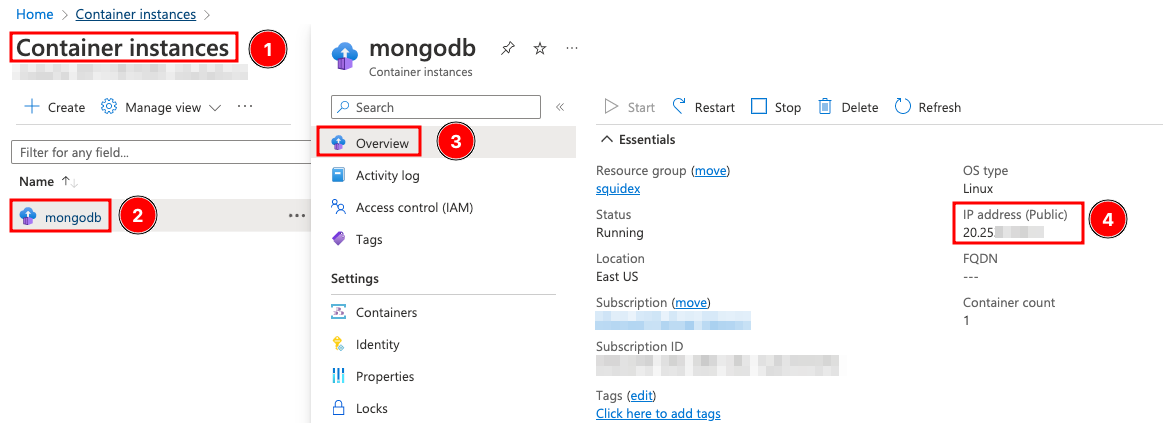 Home > Container instances >
Container instances 1
+ Create Manage view ...
Filter for any field...
Name ↑↓
mongodb ... 2
mongodb ...
Container instances
Search «
Overview 3
Activity log
Access control (IAM)
Tags
Settings
Containers
Identity
Properties
Locks
Start Restart Stop Delete Refresh
Essentials
Resource group (move)
squidex
Status
Running
Location
East US
Subscription (move)
Subscription ID
Tags (edit)
Click here to add tags
OS type
Linux
IP address (Public) 4
20.25.
FQDN
---
Container count
1